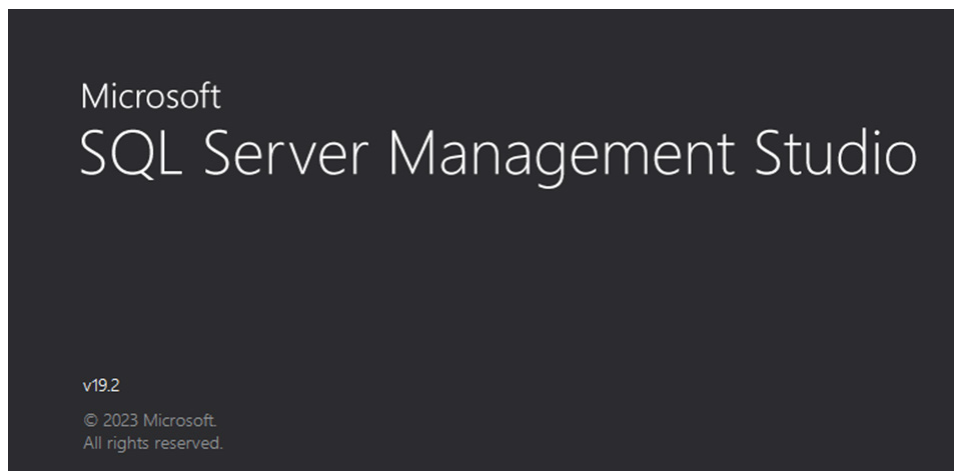 Microsoft
SQL Server Management Studio
v19.2
© 2023 Microsoft.
All rights reserved.